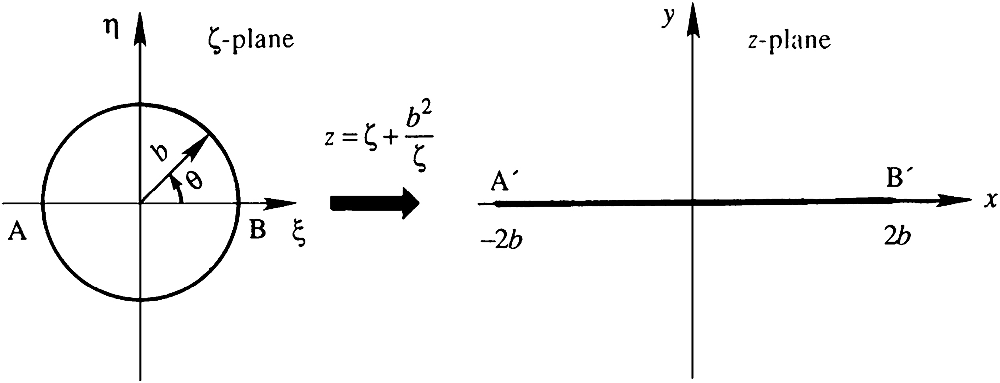 η
ζ-plane
b
θ
A
B
ξ
z = ζ + b²/ζ
y
z-plane
A´
B´
x
–2b
2b